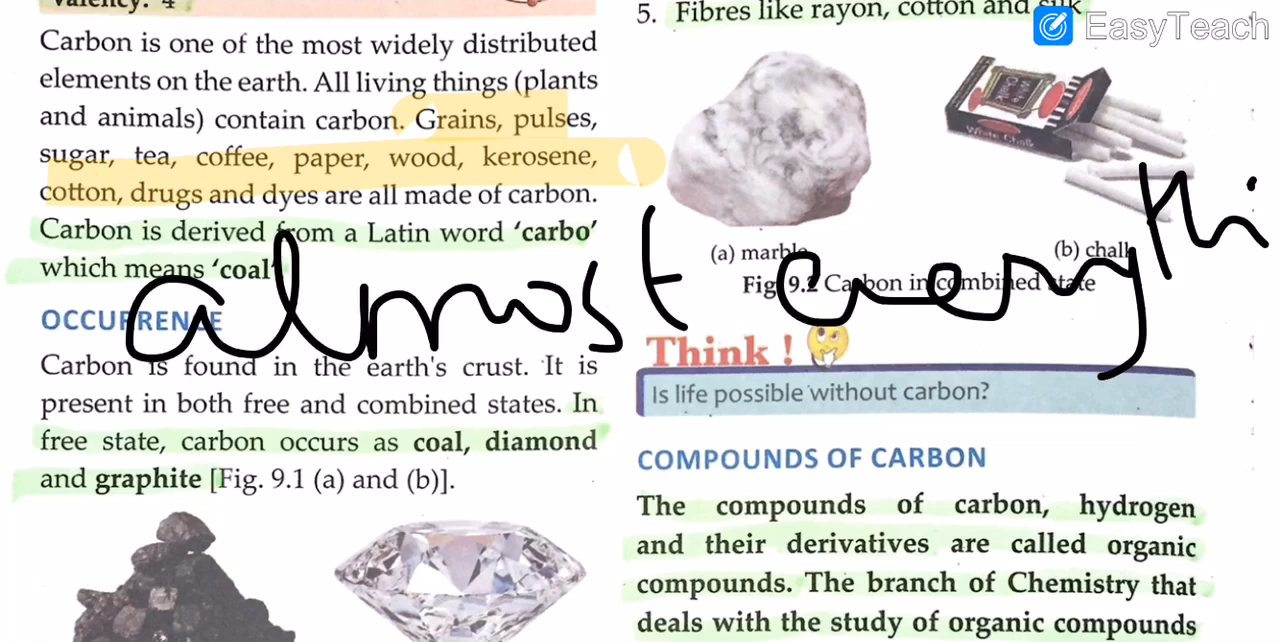 Valency: 4
Carbon is one of the most widely distributed
elements on the earth. All living things (plants
and animals) contain carbon. Grains, pulses,
sugar, tea, coffee, paper, wood, kerosene,
cotton, drugs and dyes are all made of carbon.
Carbon is derived from a Latin word ‘carbo’
which means ‘coal’
OCCURRENCE
Carbon is found in the earth's crust. It is
present in both free and combined states. In
free state, carbon occurs as coal, diamond
and graphite [Fig. 9.1 (a) and (b)].
almost everythi
5. Fibres like rayon, cotton and silk
EasyTeach
White Chalk
(a) marble
(b) chalk
Fig 9.2 Carbon in combined state
Think !
Is life possible without carbon?
COMPOUNDS OF CARBON
The compounds of carbon, hydrogen
and their derivatives are called organic
compounds. The branch of Chemistry that
deals with the study of organic compounds